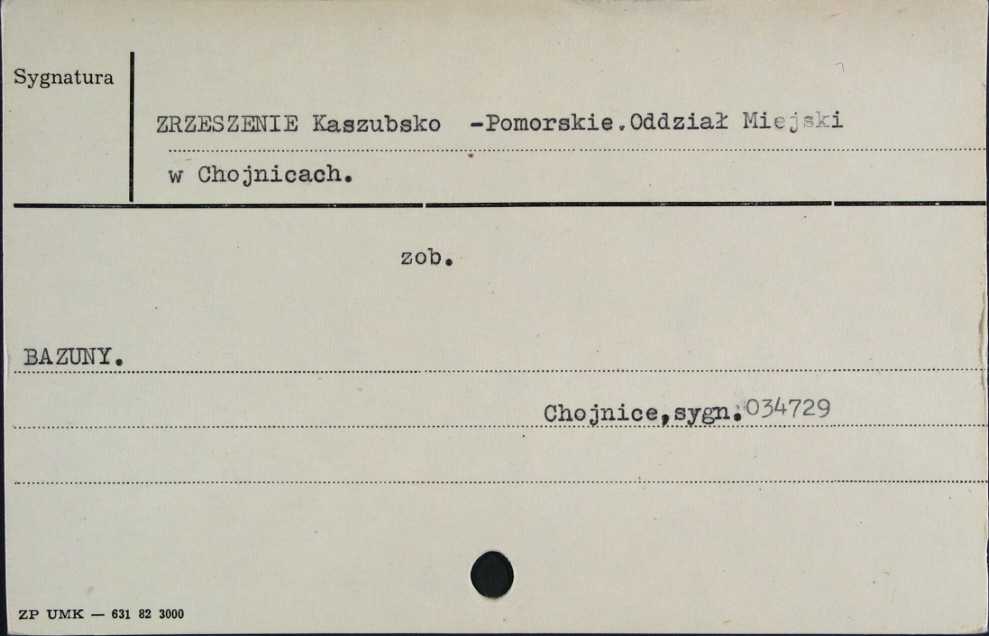 Sygnatura
ZRZESZENIE Kaszubsko -Pomorskie.Oddział Miejski
w Chojnicach.
zob.
BAZUNY.
Chojnice,sygn.034729
ZP UMK — 631 82 3000